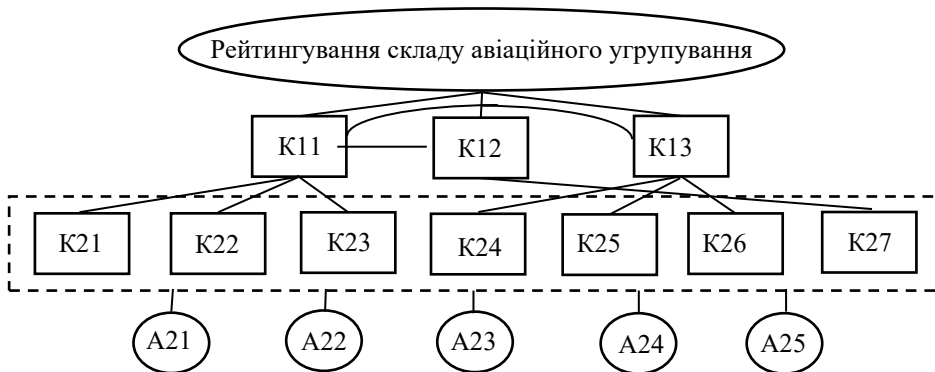 Рейтингування складу авіаційного угрупування
К11 К12 К13
К21 К22 К23 К24 К25 К26 К27
А21 А22 А23 А24 А25